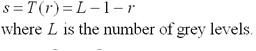 s = T(r) = L – 1 – r
where L is the number of grey levels.